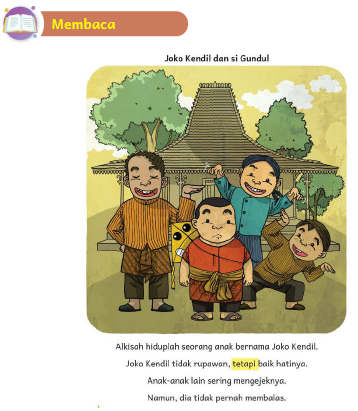 Membaca
Joko Kendil dan si Gundul
Alkisah hiduplah seorang anak bernama Joko Kendil.
Joko Kendil tidak rupawan, tetapi baik hatinya.
Anak-anak lain sering mengejeknya.
Namun, dia tidak pernah membalas.